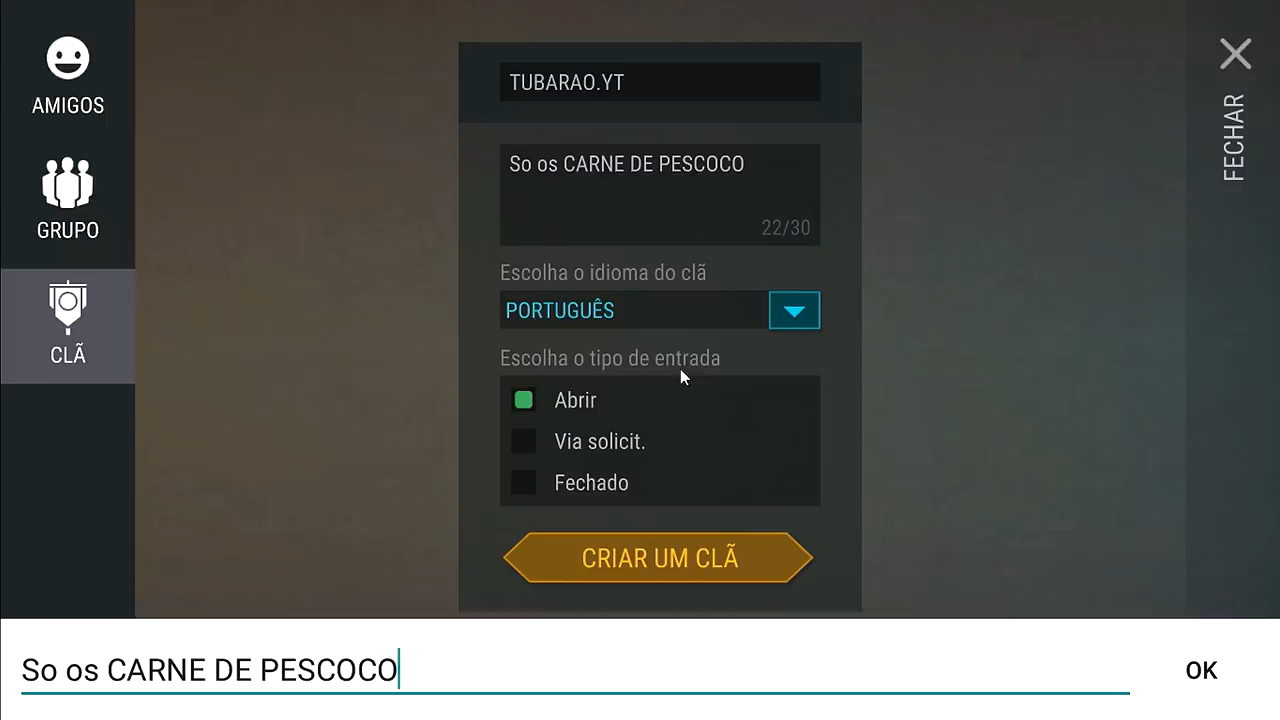 AMIGOS
GRUPO
CLÃ
TUBARAO.YT
So os CARNE DE PESCOCO
22/30
Escolha o idioma do clã
PORTUGUÊS
Escolha o tipo de entrada
Abrir
Via solicit.
Fechado
CRIAR UM CLÃ
FECHAR
So os CARNE DE PESCOCO
OK